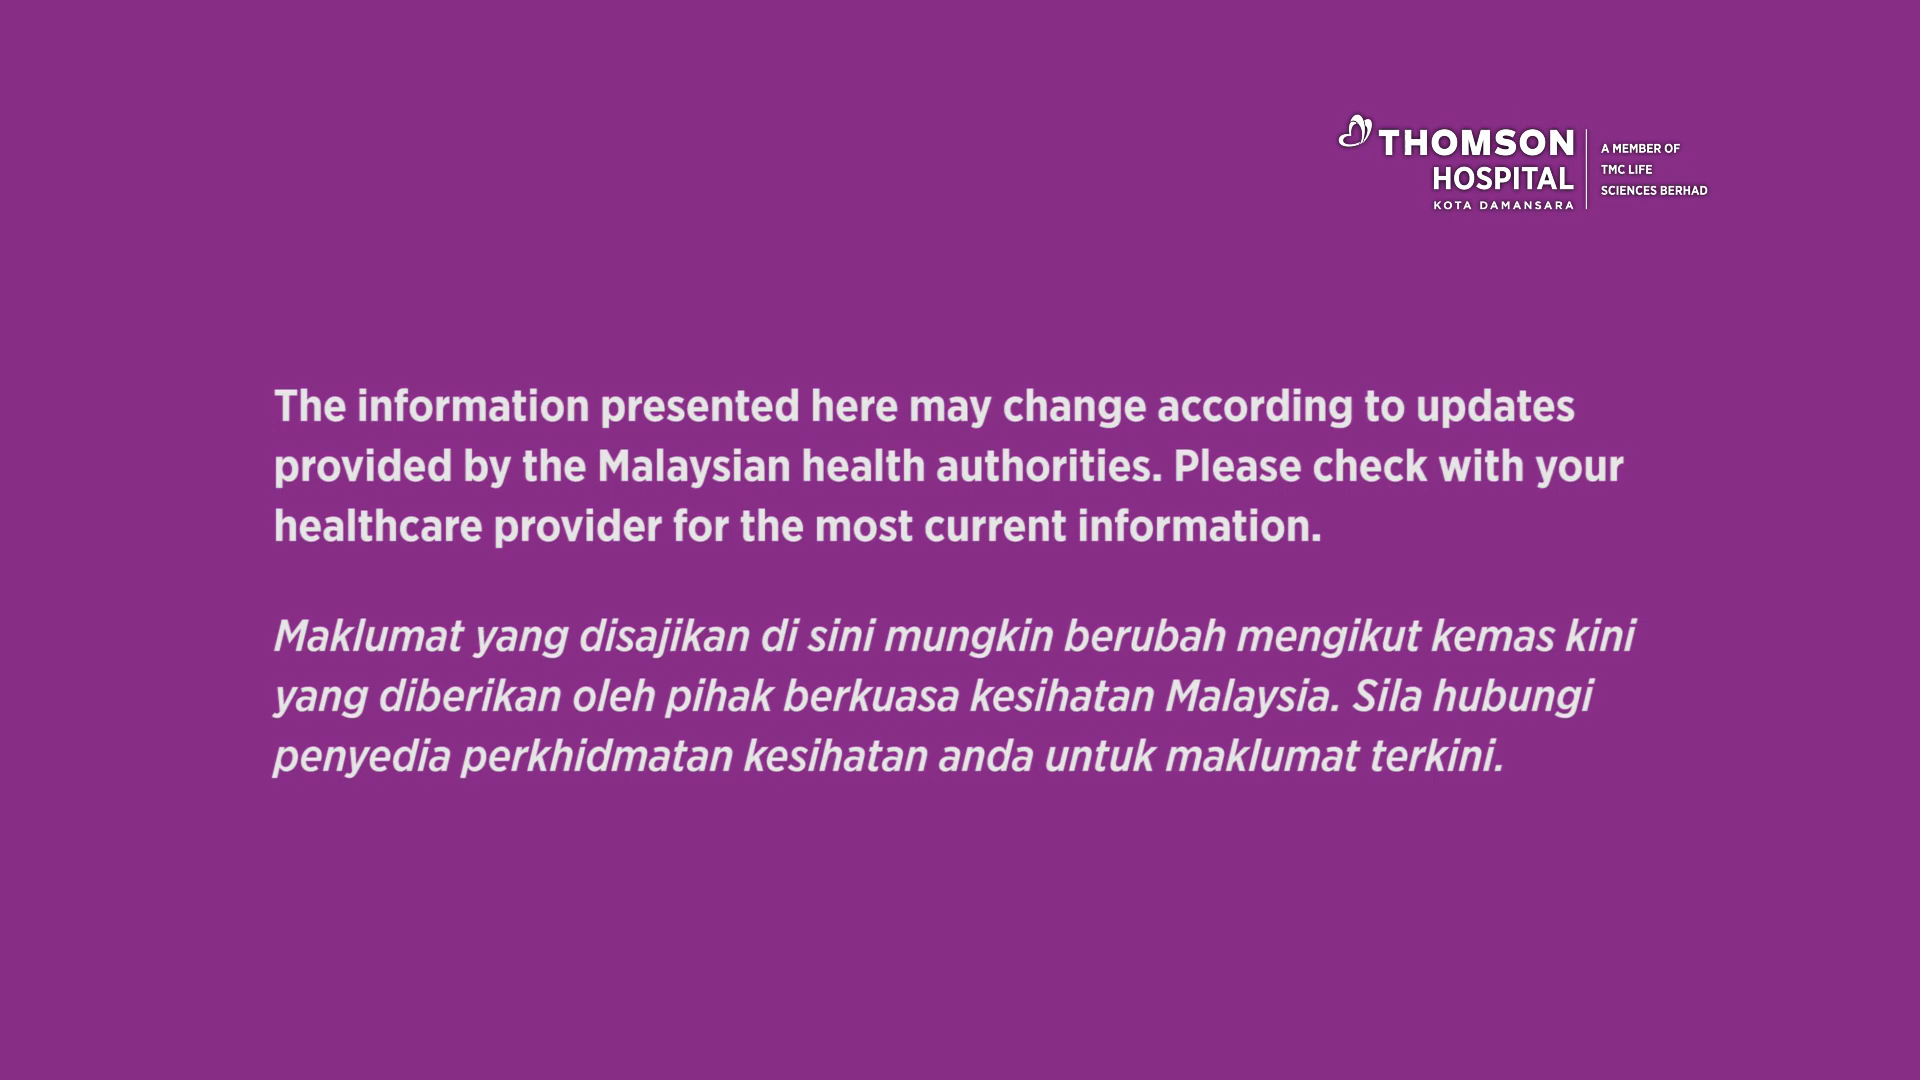 THOMSON
HOSPITAL
KOTA DAMANSARA
A MEMBER OF
TMC LIFE
SCIENCES BERHAD
The information presented here may change according to updates
provided by the Malaysian health authorities. Please check with your
healthcare provider for the most current information.
Maklumat yang disajikan di sini mungkin berubah mengikut kemas kini
yang diberikan oleh pihak berkuasa kesihatan Malaysia. Sila hubungi
penyedia perkhidmatan kesihatan anda untuk maklumat terkini.